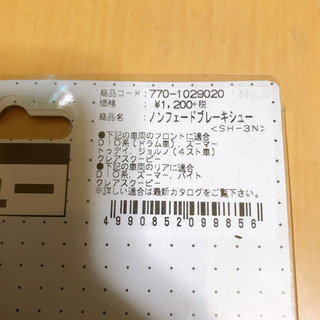 商品コード：770-1029020
価格　　：¥1,200+税
商品名：ノンフェードブレーキシュー
<SH-3N>
●下記の車両のフロントに適合
DIO系(ドラム車)、ズーマー
トゥデイ、ジョルノ(4スト車)
クレアスクーピー
●下記の車両のリアに適合
DIO系、ズーマー、バイト
クレアスクーピー
※詳しい適合は最新カタログをご覧下さい。
4990852099856